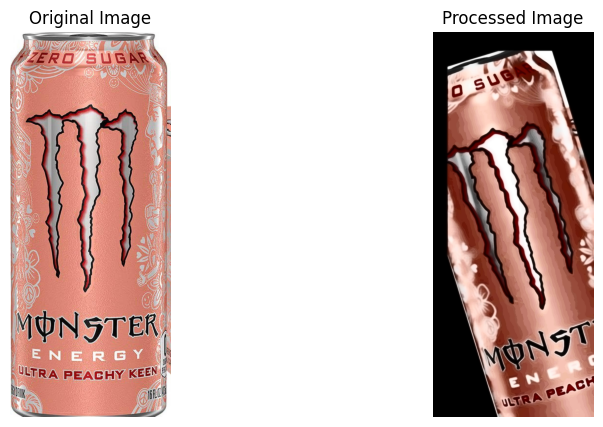 Original Image
Processed Image
ZERO SUGAR
MONSTER
ENERGY
ULTRA PEACHY KEEN
O SUG
MONST
ENERG
ULTRA PEACH